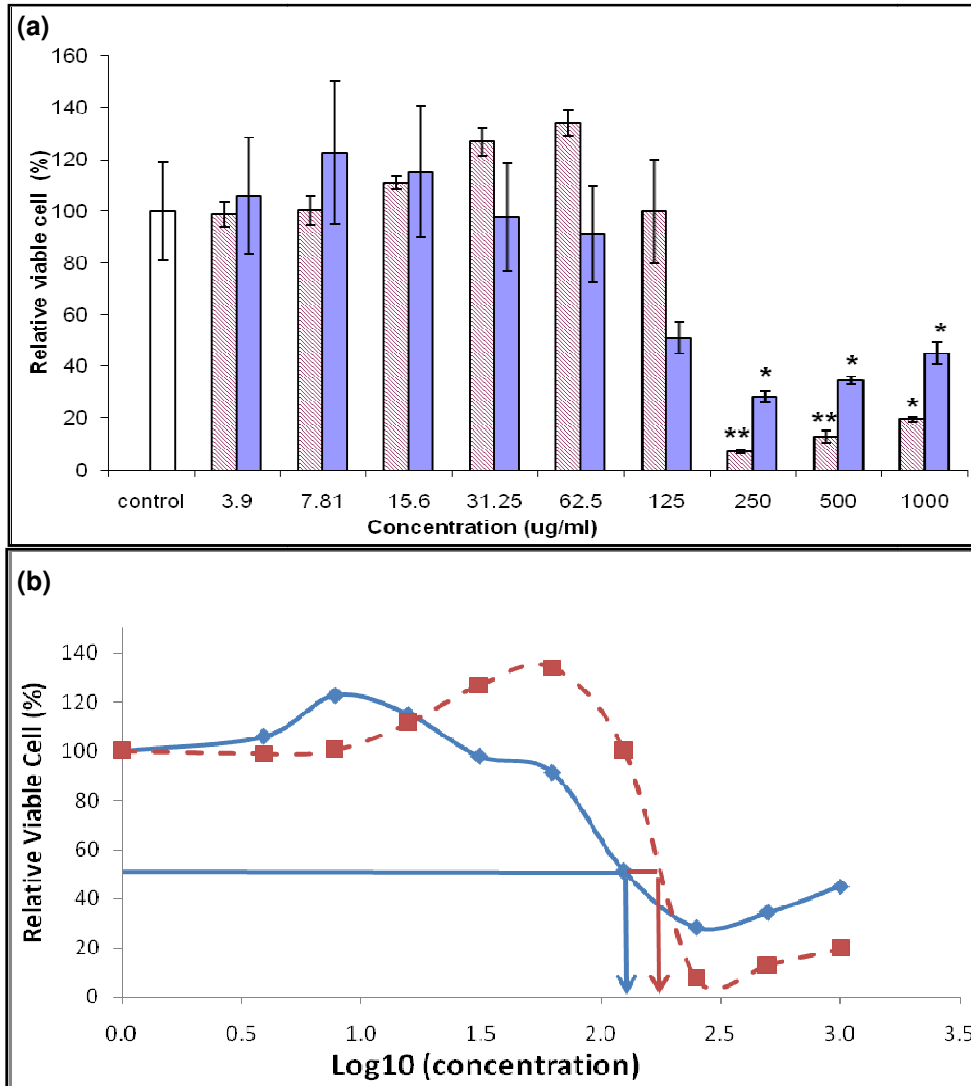 (a)
160
140
120
100
80
60
40
20
0
Relative viable cell (%)
** * ** * * *
control 3.9 7.81 15.6 31.25 62.5 125 250 500 1000
Concentration (ug/ml)
(b)
140
120
100
80
60
40
20
0
Relative Viable Cell (%)
0.0 0.5 1.0 1.5 2.0 2.5 3.0 3.5
Log10 (concentration)